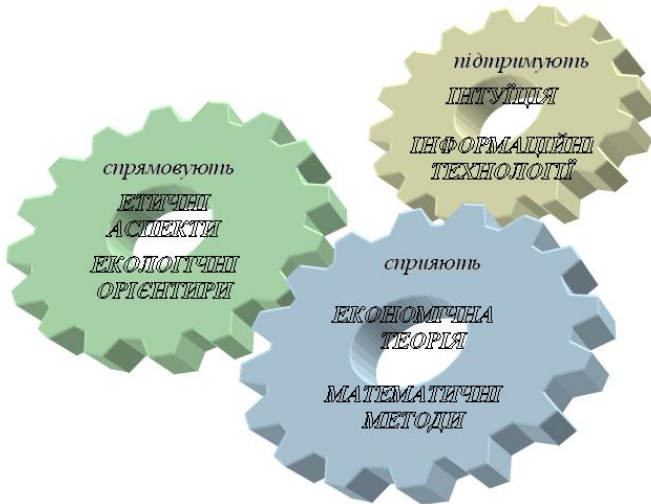 підтримують
ІНТУЇЦІЯ
ІНФОРМАЦІЙНІ
ТЕХНОЛОГІЇ
спрямовують
ЕТИЧНІ
АСПЕКТИ
ЕКОЛОГІЧНІ
ОРІЄНТИРИ
сприяють
ЕКОНОМІЧНА
ТЕОРІЯ
МАТЕМАТИЧНІ
МЕТОДИ